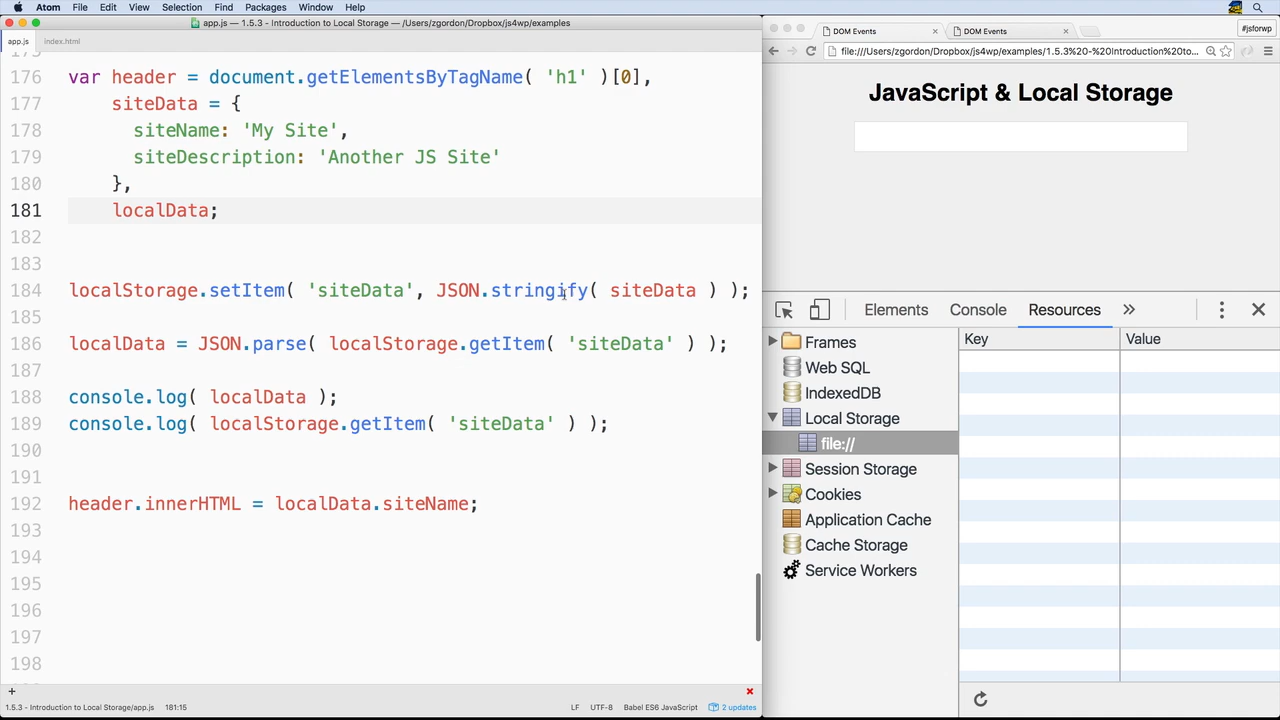 Atom File Edit View Selection Find Packages Window Help
app.js — 1.5.3 - Introduction to Local Storage — /Users/zgordon/Dropbox/js4wp/examples
app.js index.html
176 var header = document.getElementsByTagName( 'h1' )[0],
177 siteData = {
178 siteName: 'My Site',
179 siteDescription: 'Another JS Site'
180 },
181 localData;
182
183
184 localStorage.setItem( 'siteData', JSON.stringify( siteData ) );
185
186 localData = JSON.parse( localStorage.getItem( 'siteData' ) );
187
188 console.log( localData );
189 console.log( localStorage.getItem( 'siteData' ) );
190
191
192 header.innerHTML = localData.siteName;
193
194
195
196
197
198
+
1.5.3 - Introduction to Local Storage/app.js 181:15 LF UTF-8 Babel ES6 JavaScript 2 updates
DOM Events DOM Events #jsforwp
file:///Users/zgordon/Dropbox/js4wp/examples/1.5.3%20-%20Introduction%20to...
JavaScript & Local Storage
Elements Console Resources »
Frames
Web SQL
IndexedDB
Local Storage
file://
Session Storage
Cookies
Application Cache
Cache Storage
Service Workers
Key Value